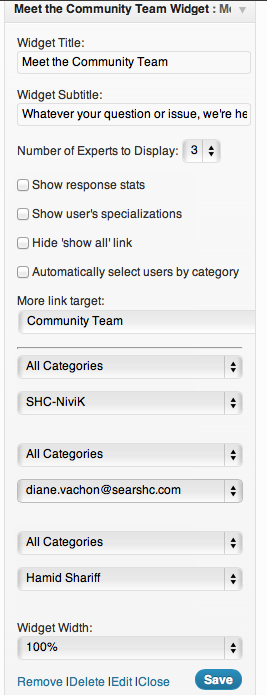 Meet the Community Team Widget : Me
Widget Title:
Meet the Community Team
Widget Subtitle:
Whatever your question or issue, we're he
Number of Experts to Display: 3
Show response stats
Show user's specializations
Hide 'show all' link
Automatically select users by category
More link target:
Community Team
All Categories
SHC-NiviK
All Categories
diane.vachon@searshc.com
All Categories
Hamid Shariff
Widget Width:
100%
Remove |Delete |Edit |Close Save